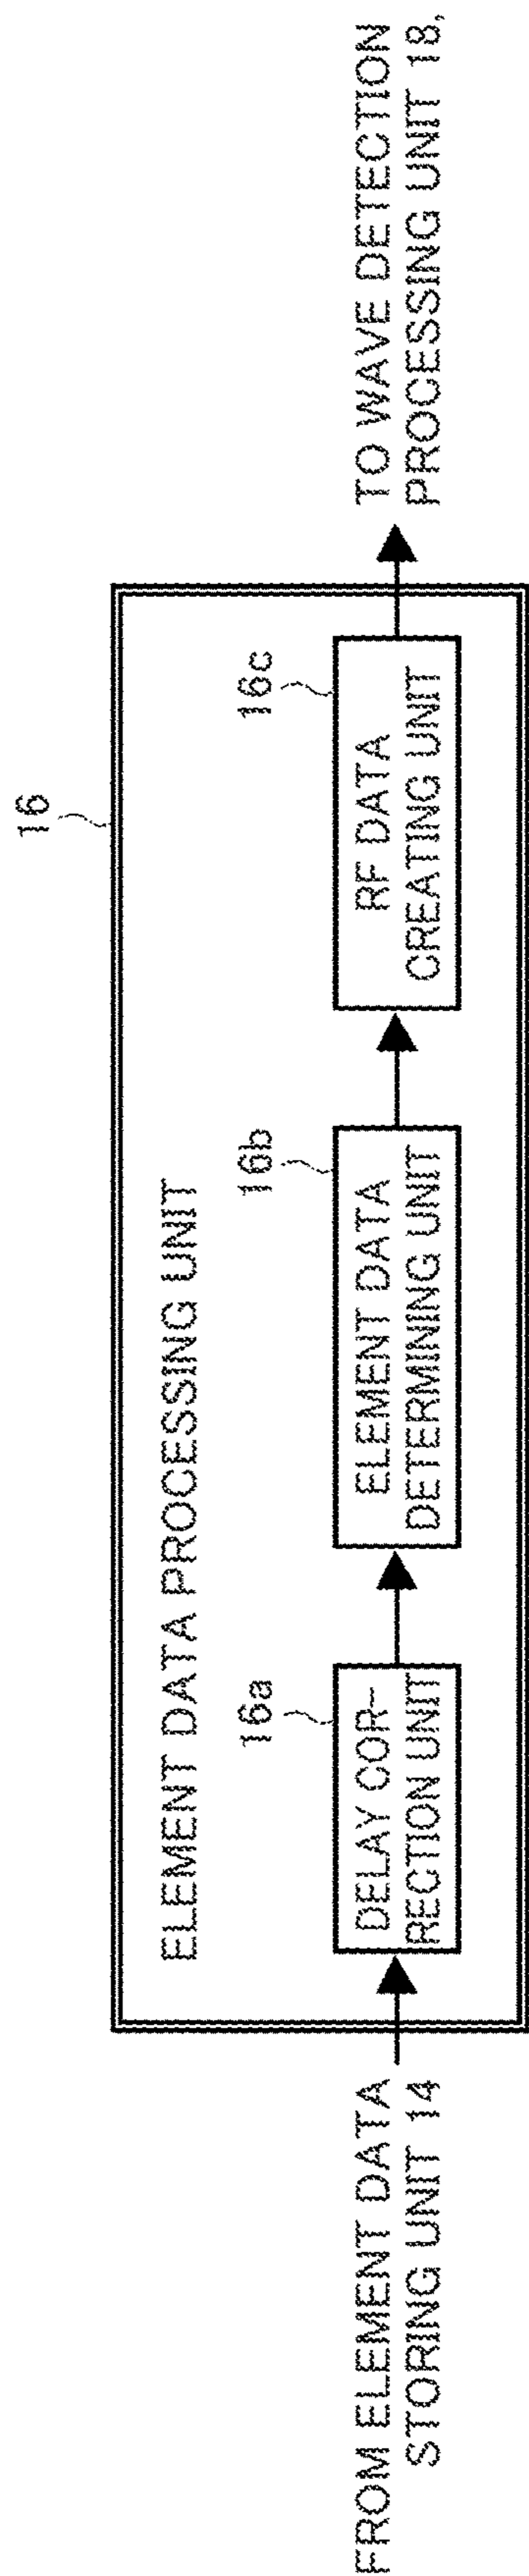 16
ELEMENT DATA PROCESSING UNIT
FROM ELEMENT DATA
STORING UNIT 14
16a
DELAY COR-
RECTION UNIT
16b
ELEMENT DATA
DETERMINING UNIT
16c
RF DATA
CREATING UNIT
TO WAVE DETECTION
PROCESSING UNIT 18,